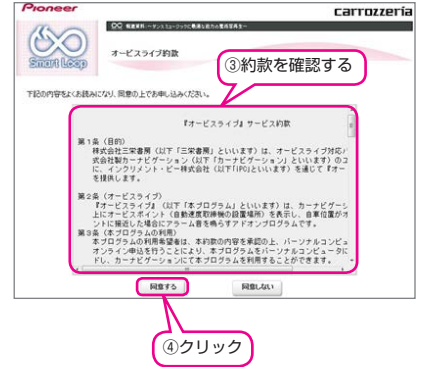 Pioneer
carrozzeria
Smart Loop
オービスライブ約款
③約款を確認する
下記の内容をよくお読みになり、同意の上でお申し込みください。
『オービスライブ』サービス約款
第1条（目的）
株式会社三栄書房（以下「三栄書房」といいます）は、オービスライブ対応パ
式会社製カーナビゲーション（以下「カーナビゲーション」といいます）のユ
に、インクリメント・ピー株式会社（以下「IPC」といいます）を通じて『オー
を提供します。
第2条（オービスライブ）
『オービスライブ』（以下「本プログラム」といいます）は、カーナビゲーシ
上にオービスポイント（自動速度取締機の設置場所）を表示し、自車位置がオ
ントに接近した場合にアラーム音を鳴らすアドオンプログラムです。
第3条（本プログラムの利用）
本プログラムの利用希望者は、本約款の内容を承認の上、パーソナルコンピュ
オンライン申込を行うことにより、本プログラムをパーソナルコンピュータに
ドし、カーナビゲーションにて本プログラムを利用することができます。
同意する
同意しない
④クリック